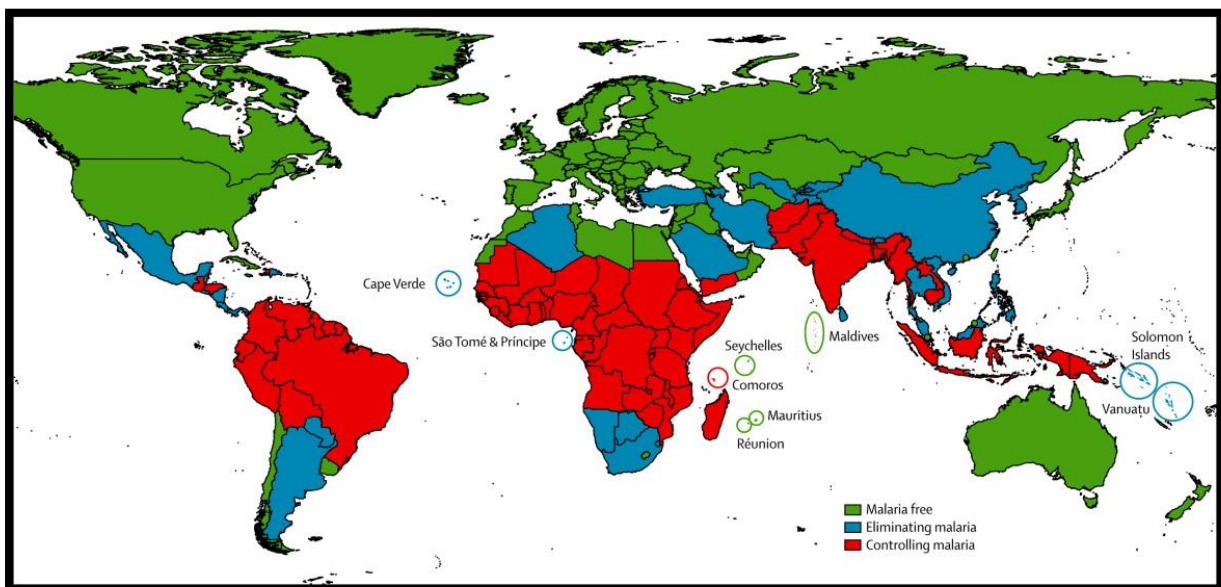 Cape Verde
São Tomé & Príncipe
Seychelles
Comoros
Mauritius
Réunion
Maldives
Solomon
Islands
Vanuatu
Malaria free
Eliminating malaria
Controlling malaria